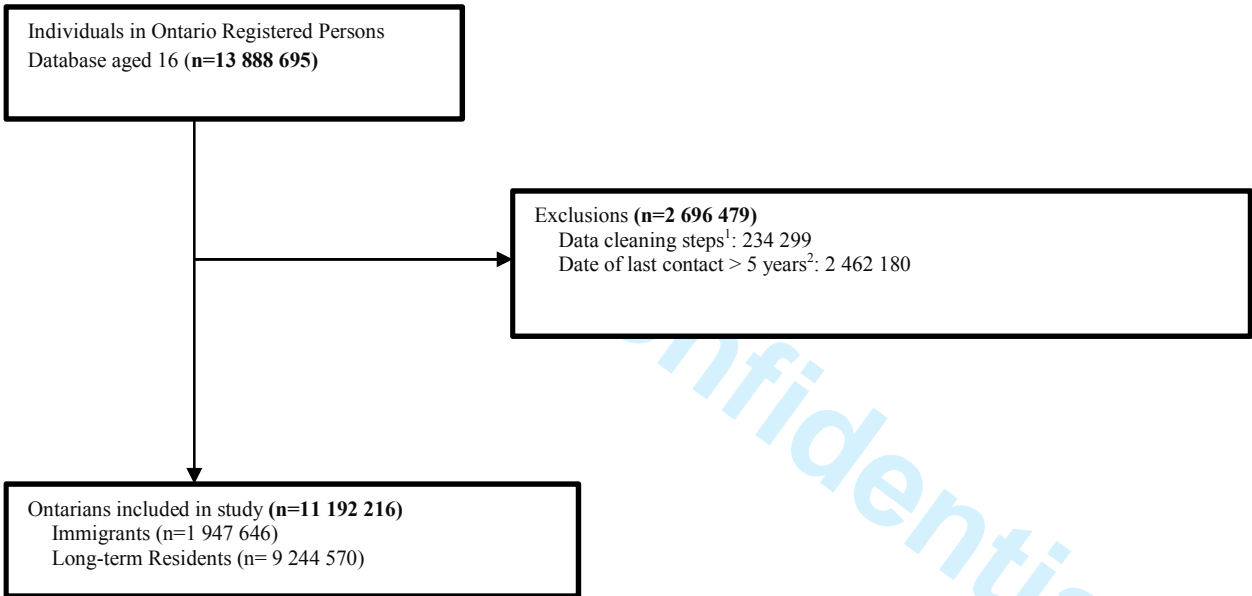 Individuals in Ontario Registered Persons
Database aged 16 (n=13 888 695)
Exclusions (n=2 696 479)
Data cleaning steps¹: 234 299
Date of last contact > 5 years²: 2 462 180
Ontarians included in study (n=11 192 216)
Immigrants (n=1 947 646)
Long-term Residents (n= 9 244 570)